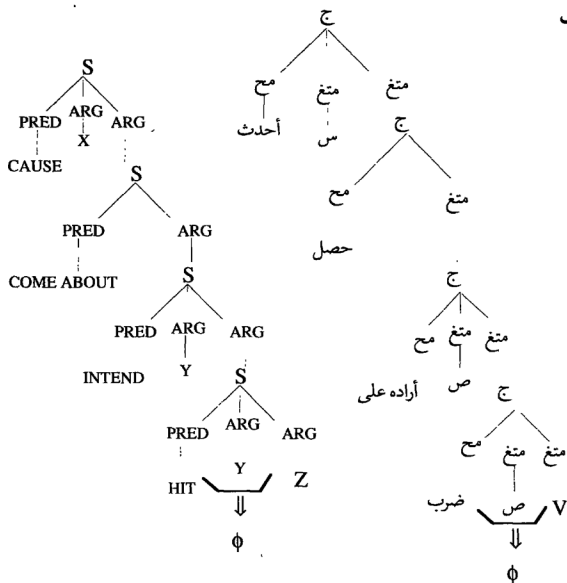 S
PRED ARG ARG
X
CAUSE
S
PRED ARG
COME ABOUT
S
PRED ARG ARG
INTEND Y
S
PRED ARG ARG
HIT Y Z
⇓
ϕ
ج
مح متغ متغ
أحدث س ج
مح متغ
حصل
ج
مح متغ متغ
أراده على ص ج
مح متغ متغ
ضرب ص V
⇓
ϕ